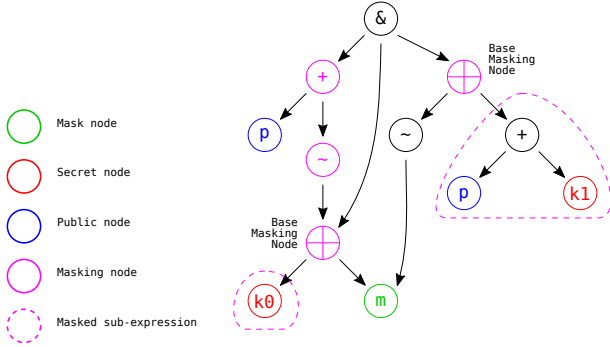 &
Base
Masking
Node
+
p
~
~
+
p
k1
Base
Masking
Node
k0
m
Mask node
Secret node
Public node
Masking node
Masked sub-expression